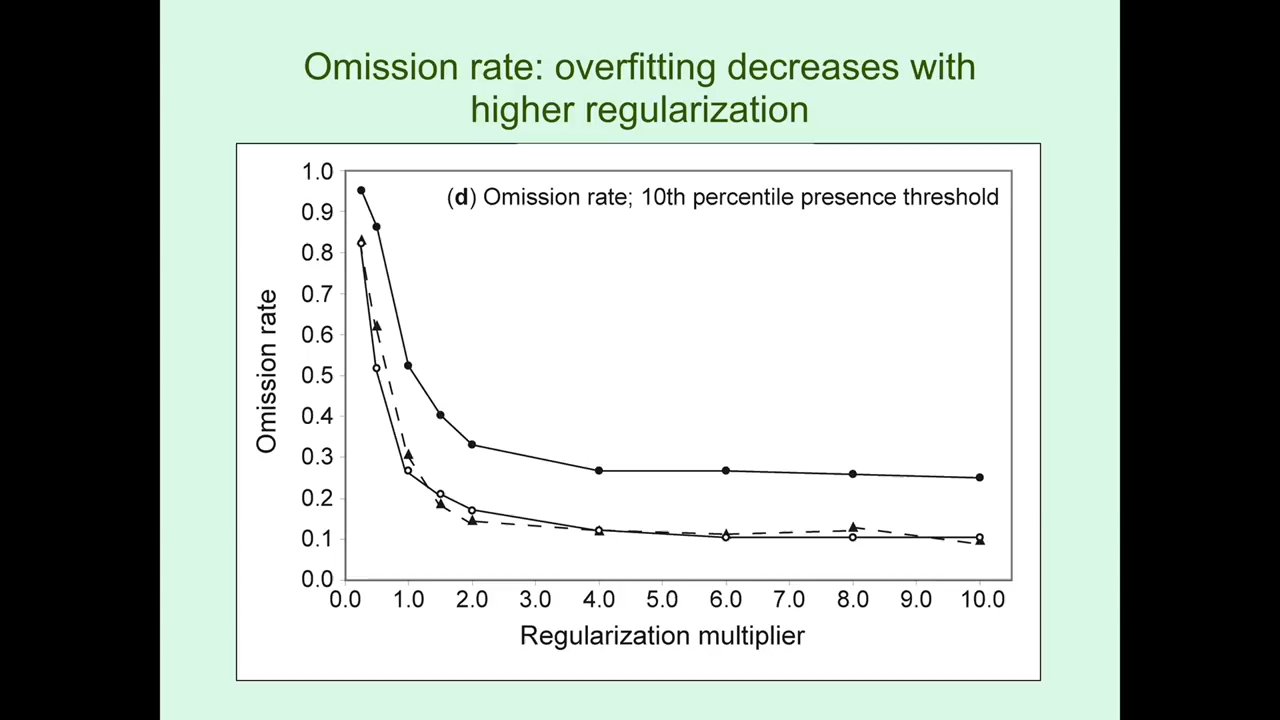 Omission rate: overfitting decreases with
higher regularization
(d) Omission rate; 10th percentile presence threshold
1.0
0.9
0.8
0.7
0.6
0.5
0.4
0.3
0.2
0.1
0.0
Omission rate
0.0 1.0 2.0 3.0 4.0 5.0 6.0 7.0 8.0 9.0 10.0
Regularization multiplier